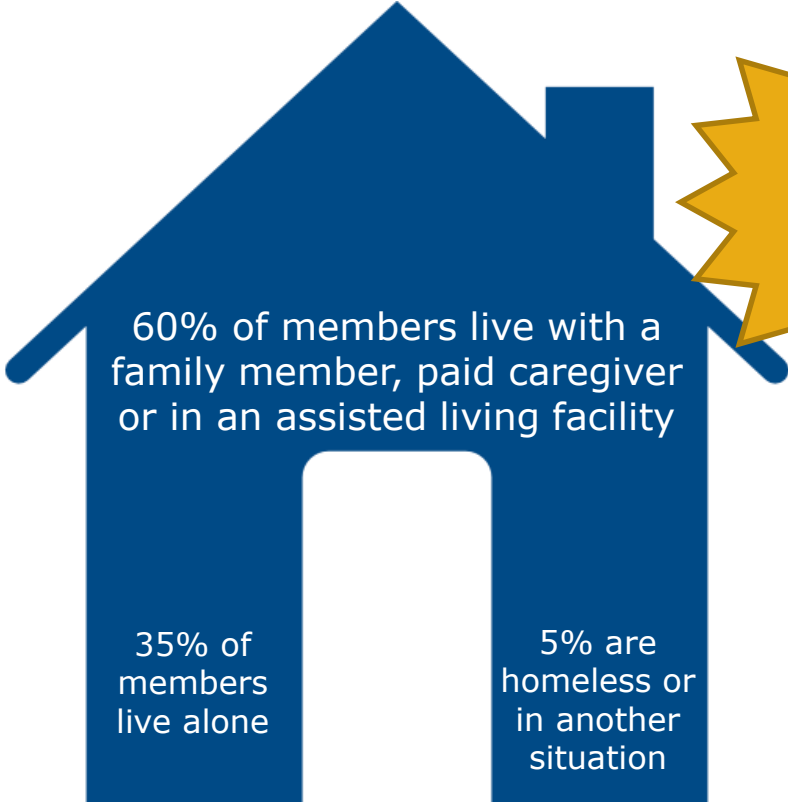 60% of members live with a
family member, paid caregiver
or in an assisted living facility
35% of
members
live alone
5% are
homeless or
in another
situation